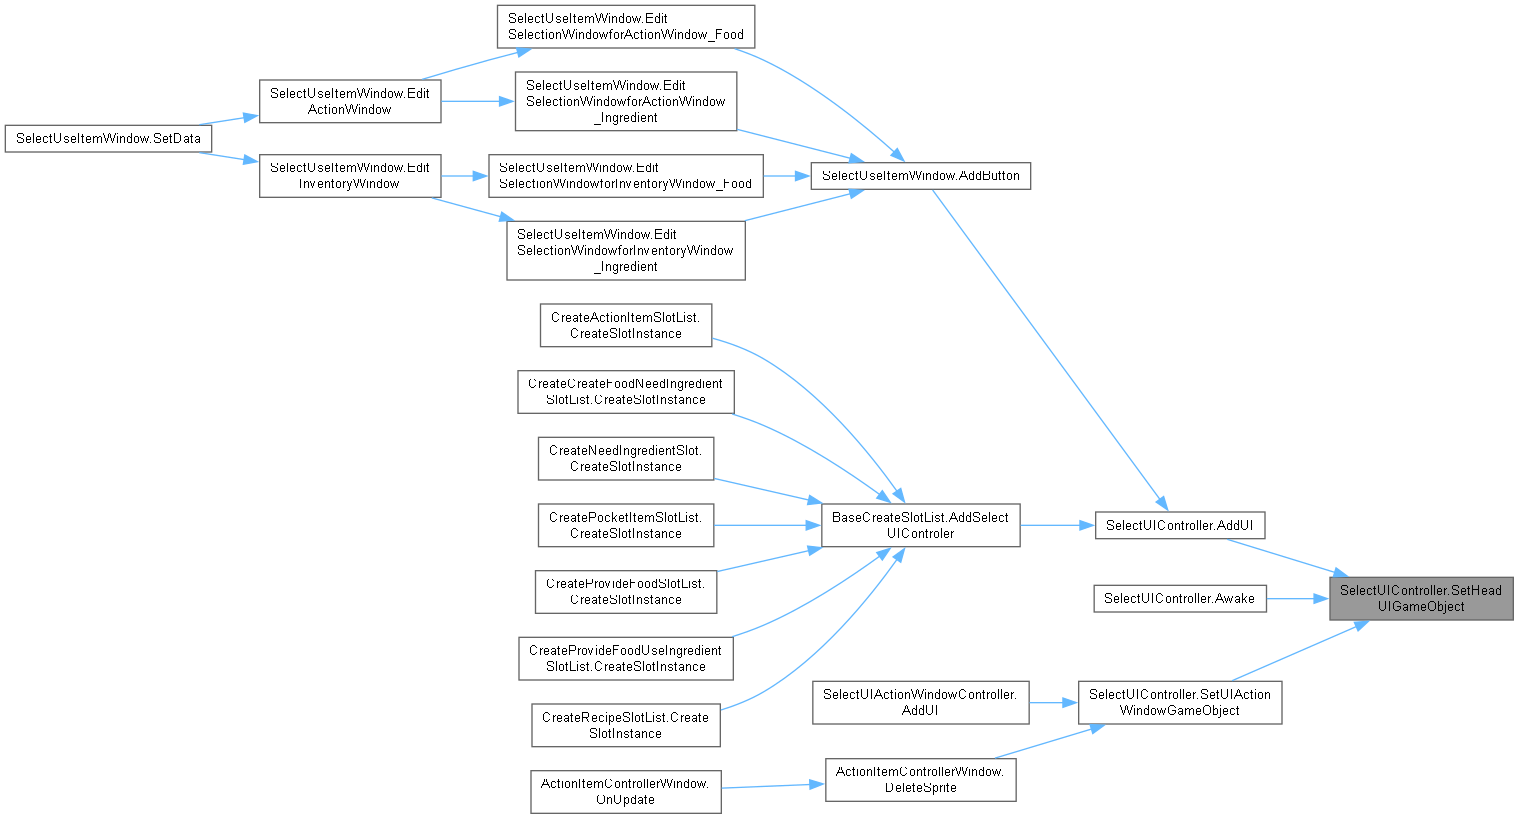 SelectUseItemWindow.Edit
SelectionWindowforActionWindow_Food
SelectUseItemWindow.Edit
SelectionWindowforActionWindow
_Ingredient
SelectUseItemWindow.Edit
ActionWindow
SelectUseItemWindow.SetData
SelectUseItemWindow.Edit
InventoryWindow
SelectUseItemWindow.Edit
SelectionWindowforInventoryWindow_Food
SelectUseItemWindow.AddButton
SelectUseItemWindow.Edit
SelectionWindowforInventoryWindow
_Ingredient
CreateActionItemSlotList.
CreateSlotInstance
CreateCreateFoodNeedIngredient
SlotList.CreateSlotInstance
CreateNeedIngredientSlot.
CreateSlotInstance
CreatePocketItemSlotList.
CreateSlotInstance
BaseCreateSlotList.AddSelect
UIControler
SelectUIController.AddUI
CreateProvideFoodSlotList.
CreateSlotInstance
SelectUIController.Awake
SelectUIController.SetHead
UIGameObject
CreateProvideFoodUseIngredient
SlotList.CreateSlotInstance
SelectUIActionWindowController.
AddUI
SelectUIController.SetUIAction
WindowGameObject
CreateRecipeSlotList.Create
SlotInstance
ActionItemControllerWindow.
OnUpdate
ActionItemControllerWindow.
DeleteSprite